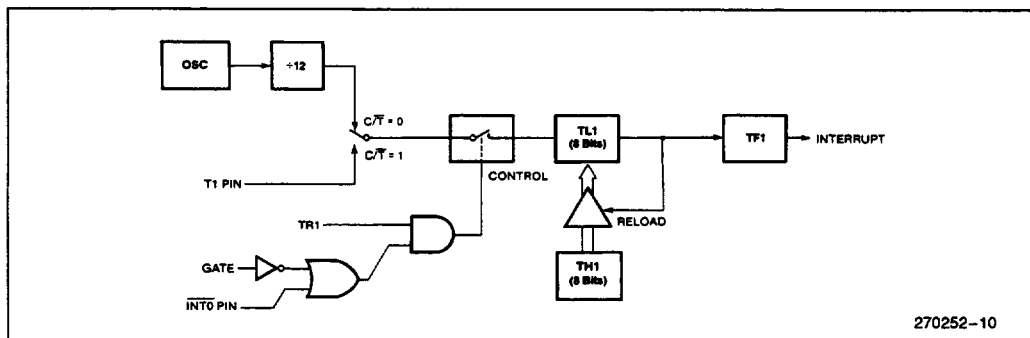 OSC
÷12
C/T̅ = 0
C/T̅ = 1
T1 PIN
CONTROL
TL1
(8 Bits)
TF1
INTERRUPT
TR1
RELOAD
GATE
I̅N̅T̅0̅ PIN
TH1
(8 Bits)
270252-10